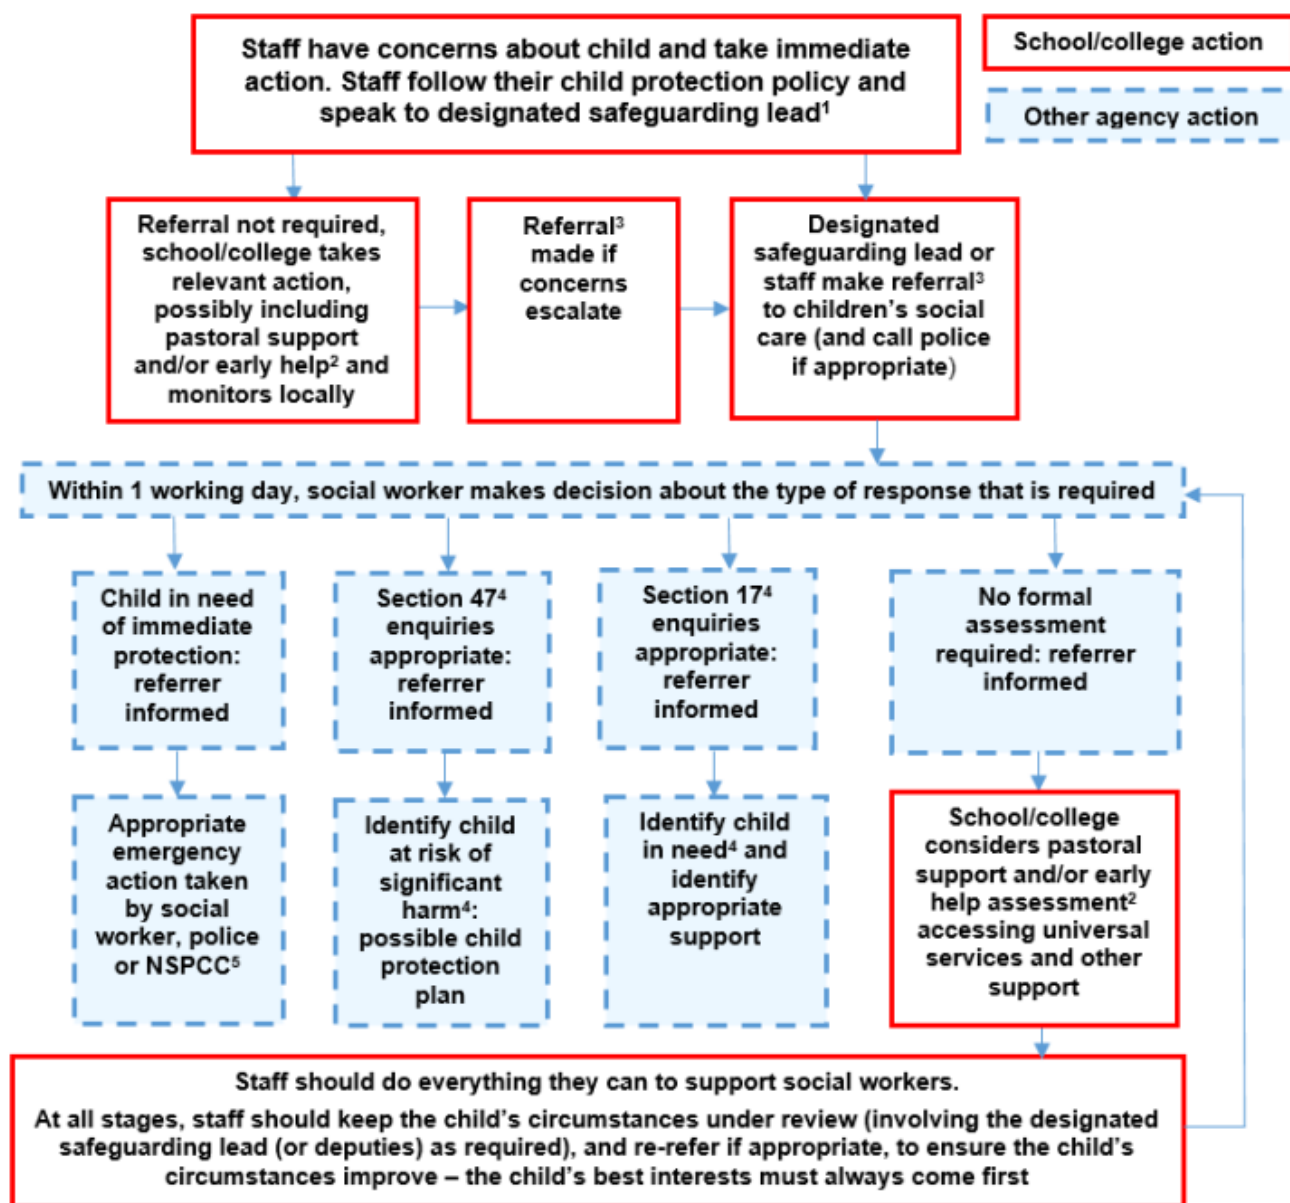 Staff have concerns about child and take immediate
action. Staff follow their child protection policy and
speak to designated safeguarding lead¹
School/college action
Other agency action
Referral not required,
school/college takes
relevant action,
possibly including
pastoral support
and/or early help² and
monitors locally
Referral³
made if
concerns
escalate
Designated
safeguarding lead or
staff make referral³
to children’s social
care (and call police
if appropriate)
Within 1 working day, social worker makes decision about the type of response that is required
Child in need
of immediate
protection:
referrer
informed
Section 47⁴
enquiries
appropriate:
referrer
informed
Section 17⁴
enquiries
appropriate:
referrer
informed
No formal
assessment
required: referrer
informed
Appropriate
emergency
action taken
by social
worker, police
or NSPCC⁵
Identify child
at risk of
significant
harm⁴:
possible child
protection
plan
Identify child
in need⁴ and
identify
appropriate
support
School/college
considers pastoral
support and/or early
help assessment²
accessing universal
services and other
support
Staff should do everything they can to support social workers.
At all stages, staff should keep the child’s circumstances under review (involving the designated
safeguarding lead (or deputies) as required), and re-refer if appropriate, to ensure the child’s
circumstances improve – the child’s best interests must always come first